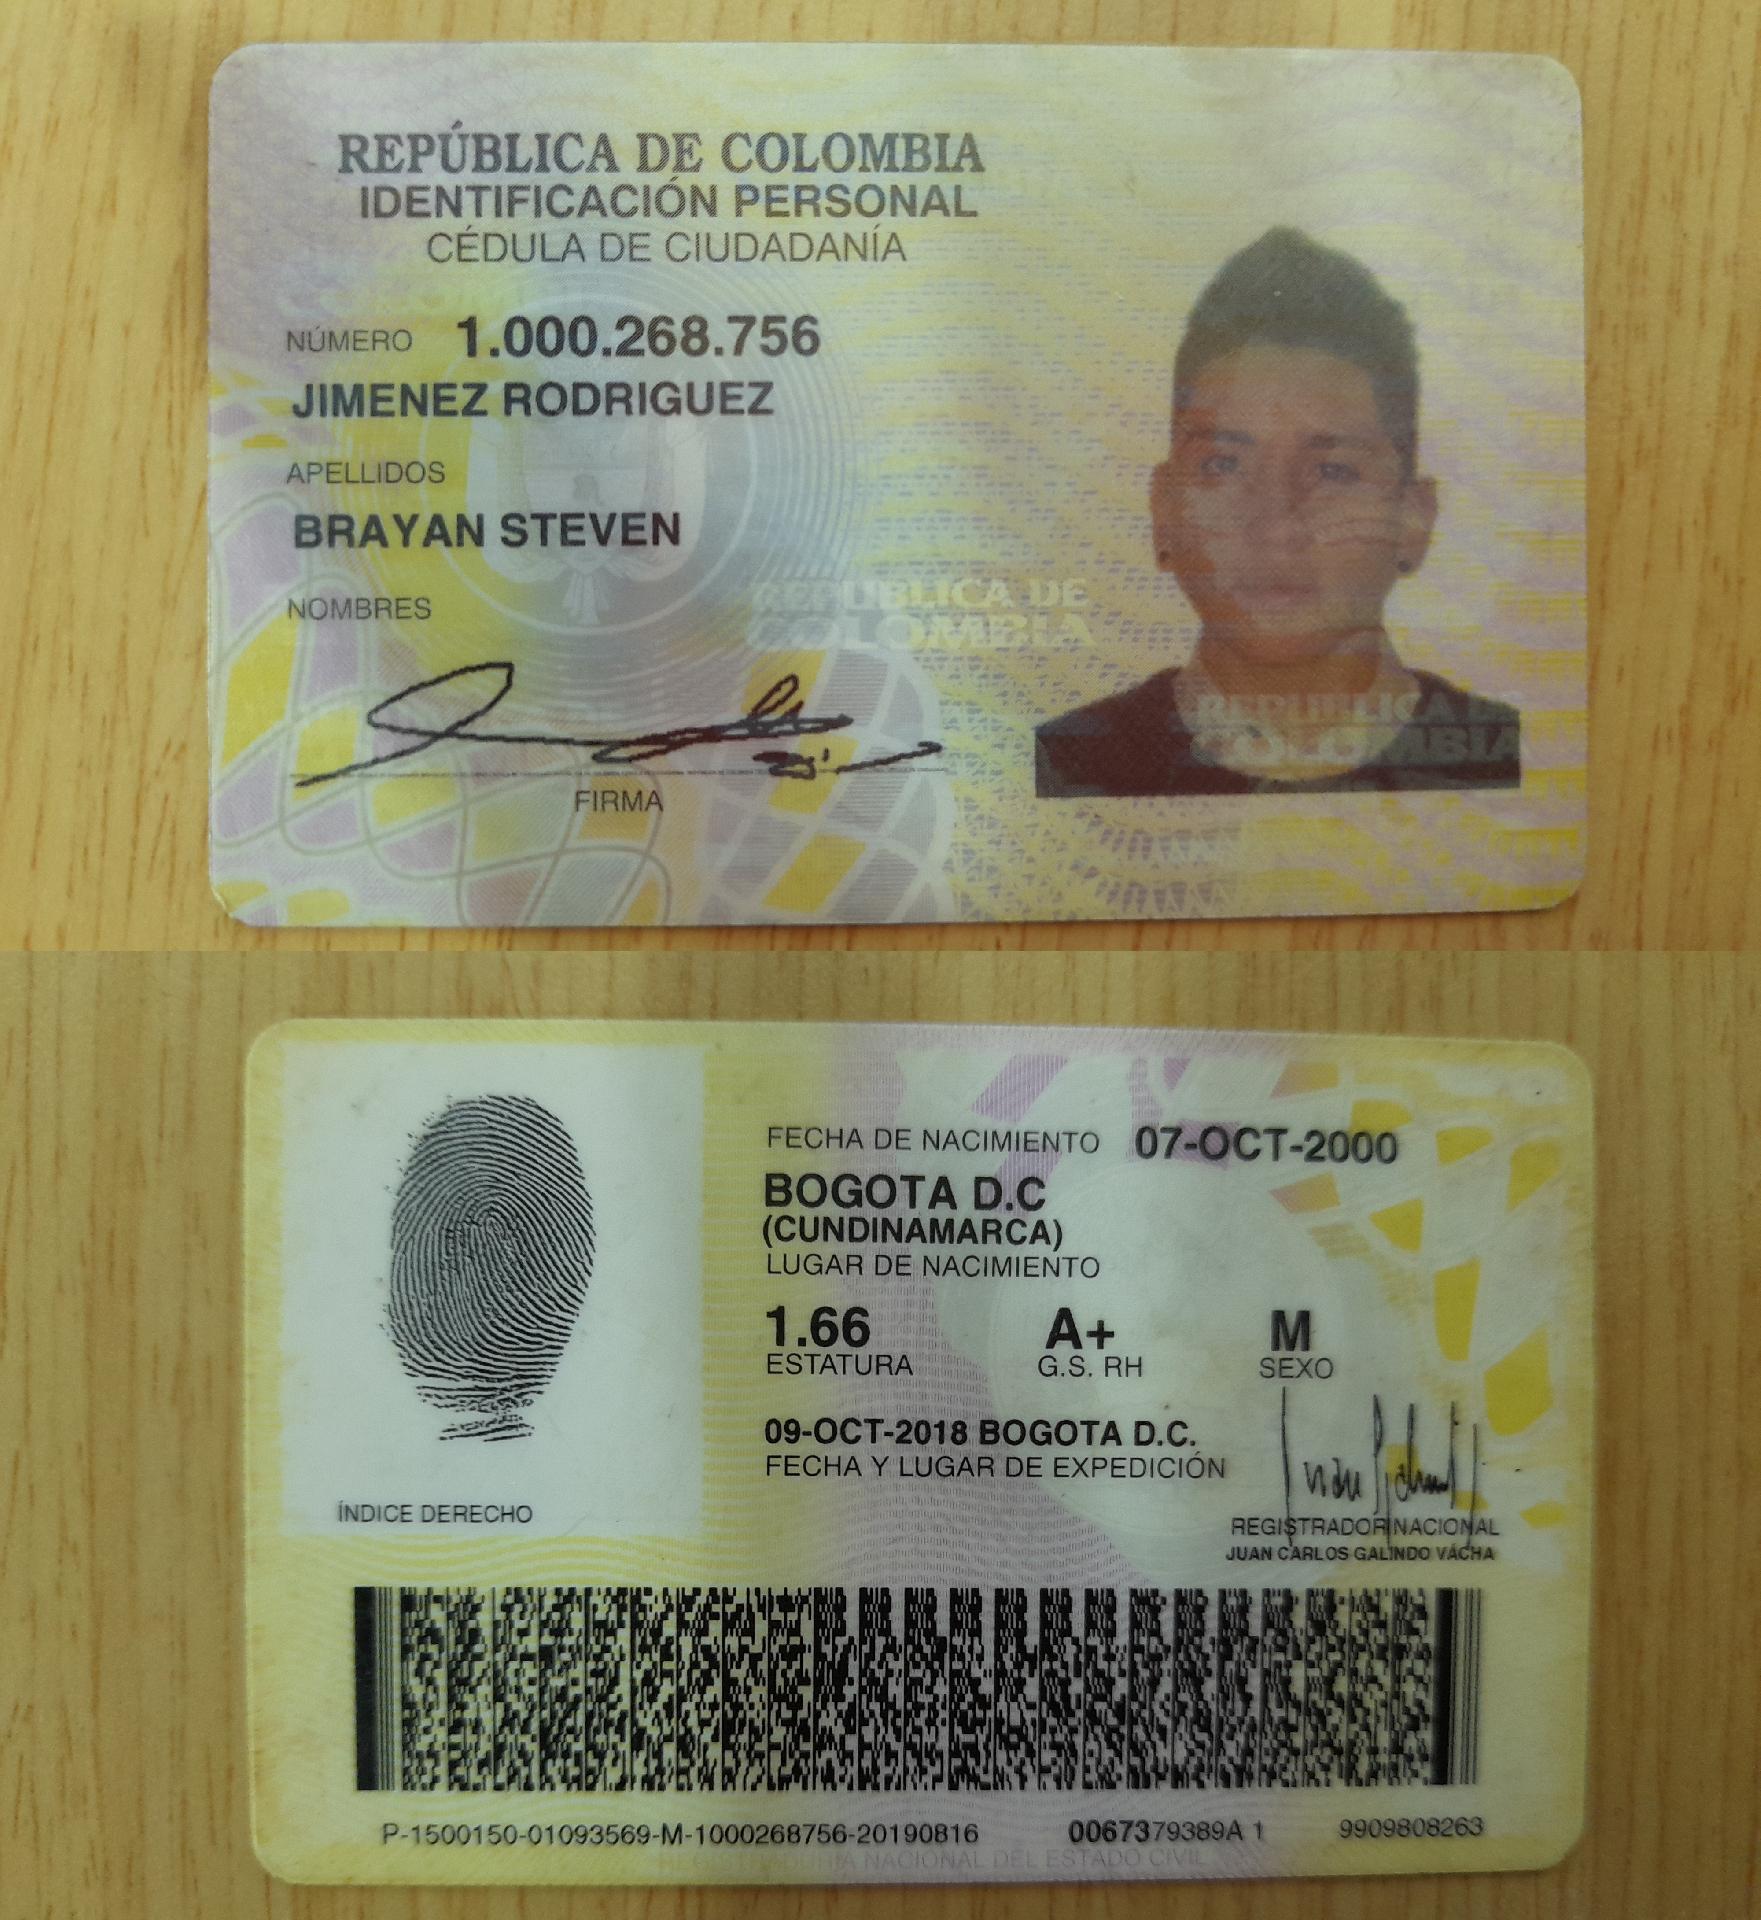 REPÚBLICA DE COLOMBIA
IDENTIFICACIÓN PERSONAL
CÉDULA DE CIUDADANÍA
NÚMERO 1.000.268.756
JIMENEZ RODRIGUEZ
APELLIDOS
BRAYAN STEVEN
NOMBRES
REPUBLICA DE
COLOMBIA
REPUBLICA DE
COLOMBIA
FIRMA
FECHA DE NACIMIENTO 07-OCT-2000
BOGOTA D.C
(CUNDINAMARCA)
LUGAR DE NACIMIENTO
1.66 A+ M
ESTATURA G.S. RH SEXO
09-OCT-2018 BOGOTA D.C.
FECHA Y LUGAR DE EXPEDICIÓN
ÍNDICE DERECHO
REGISTRADOR NACIONAL
JUAN CARLOS GALINDO VÁCHA
P-1500150-01093569-M-1000268756-20190816 0067379389A 1 9909808263
REGISTRADURIA NACIONAL DEL ESTADO CIVIL